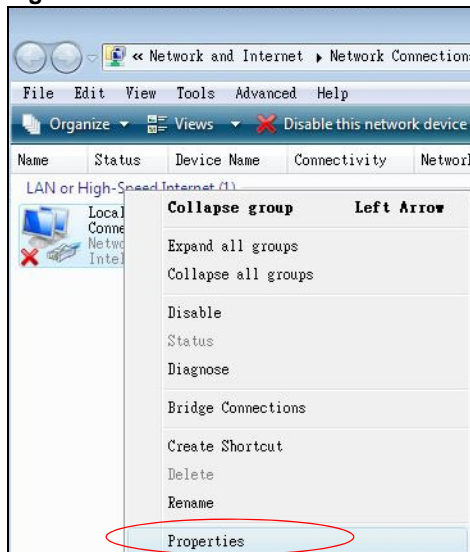 « Network and Internet ▸ Network Connection
File Edit View Tools Advanced Help
Organize Views Disable this network device
Name Status Device Name Connectivity Networ
LAN or High-Speed Internet (1)
Local
Conne
Netwo
Intel
Collapse group Left Arrow
Expand all groups
Collapse all groups
Disable
Status
Diagnose
Bridge Connections
Create Shortcut
Delete
Rename
Properties